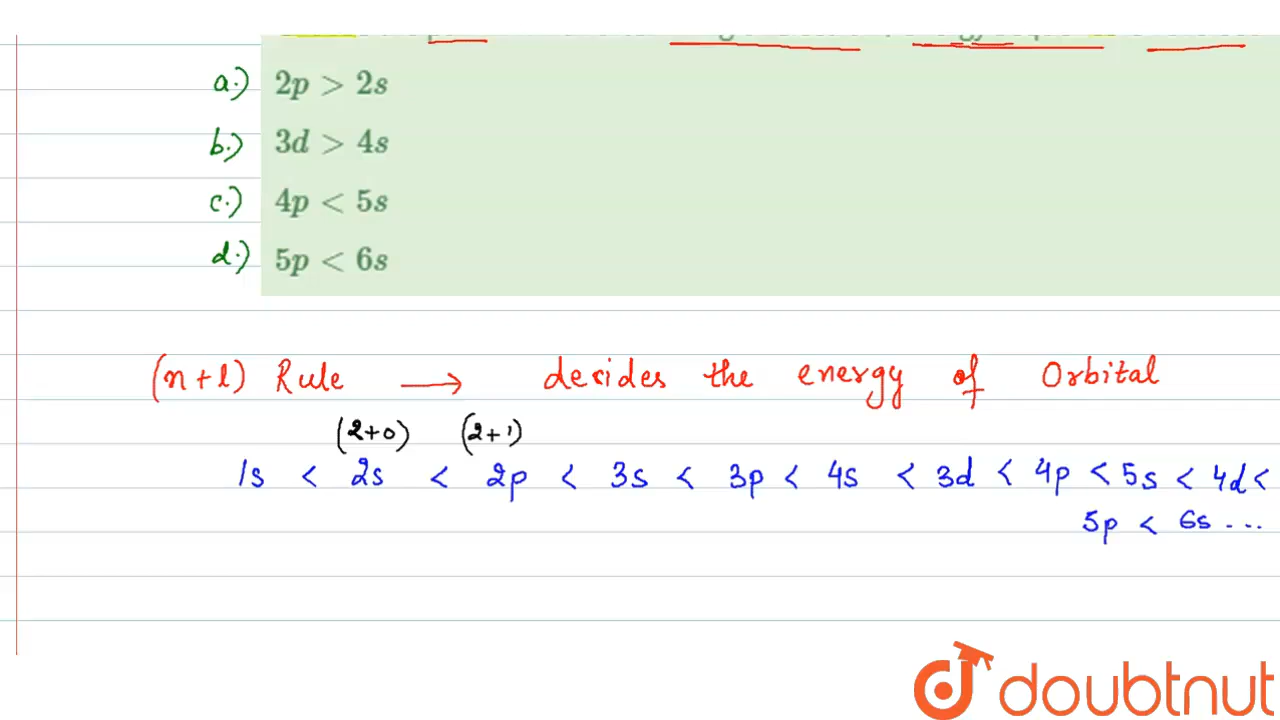 a.) 2p > 2s
b.) 3d > 4s
c.) 4p < 5s
d.) 5p < 6s
(n+l) Rule → decides the energy of Orbital
(2+0) (2+1)
1s < 2s < 2p < 3s < 3p < 4s < 3d < 4p < 5s < 4d <
5p < 6s ...
doubtnut